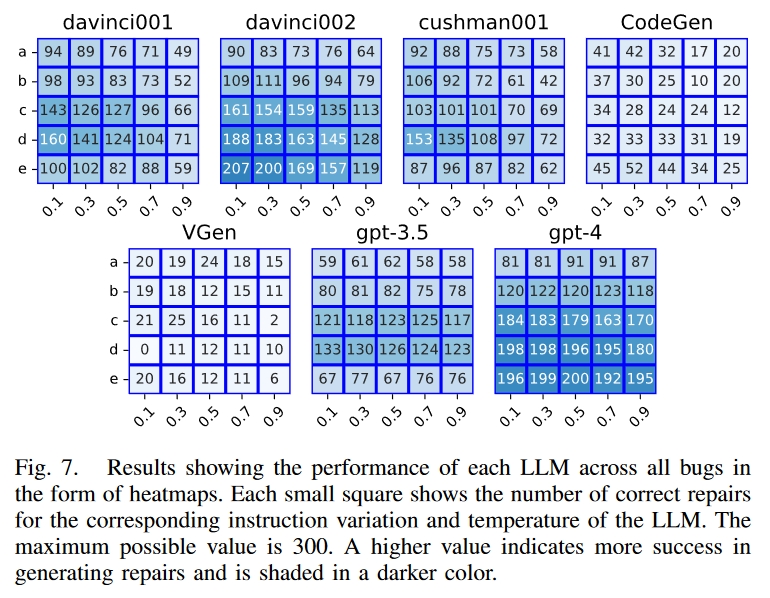 davinci001 davinci002 cushman001 CodeGen
a 94 89 76 71 49 90 83 73 76 64 92 88 75 73 58 41 42 32 17 20
b 98 93 83 73 52 109 111 96 94 79 106 92 72 61 42 37 30 25 10 20
c 143 126 127 96 66 161 154 159 135 113 103 101 101 70 69 34 28 24 24 12
d 160 141 124 104 71 188 183 163 145 128 153 135 108 97 72 32 33 33 31 19
e 100 102 82 88 59 207 200 169 157 119 87 96 87 82 62 45 52 44 34 25
0.1 0.3 0.5 0.7 0.9 0.1 0.3 0.5 0.7 0.9 0.1 0.3 0.5 0.7 0.9 0.1 0.3 0.5 0.7 0.9
VGen gpt-3.5 gpt-4
a 20 19 24 18 15 59 61 62 58 58 81 81 91 91 87
b 19 18 12 15 11 80 81 82 75 78 120 122 120 123 118
c 21 25 16 11 2 121 118 123 125 117 184 183 179 163 170
d 0 11 12 11 10 133 130 126 124 123 198 198 196 195 180
e 20 16 12 11 6 67 77 67 76 76 196 199 200 192 195
0.1 0.3 0.5 0.7 0.9 0.1 0.3 0.5 0.7 0.9 0.1 0.3 0.5 0.7 0.9
Fig. 7. Results showing the performance of each LLM across all bugs in
the form of heatmaps. Each small square shows the number of correct repairs
for the corresponding instruction variation and temperature of the LLM. The
maximum possible value is 300. A higher value indicates more success in
generating repairs and is shaded in a darker color.